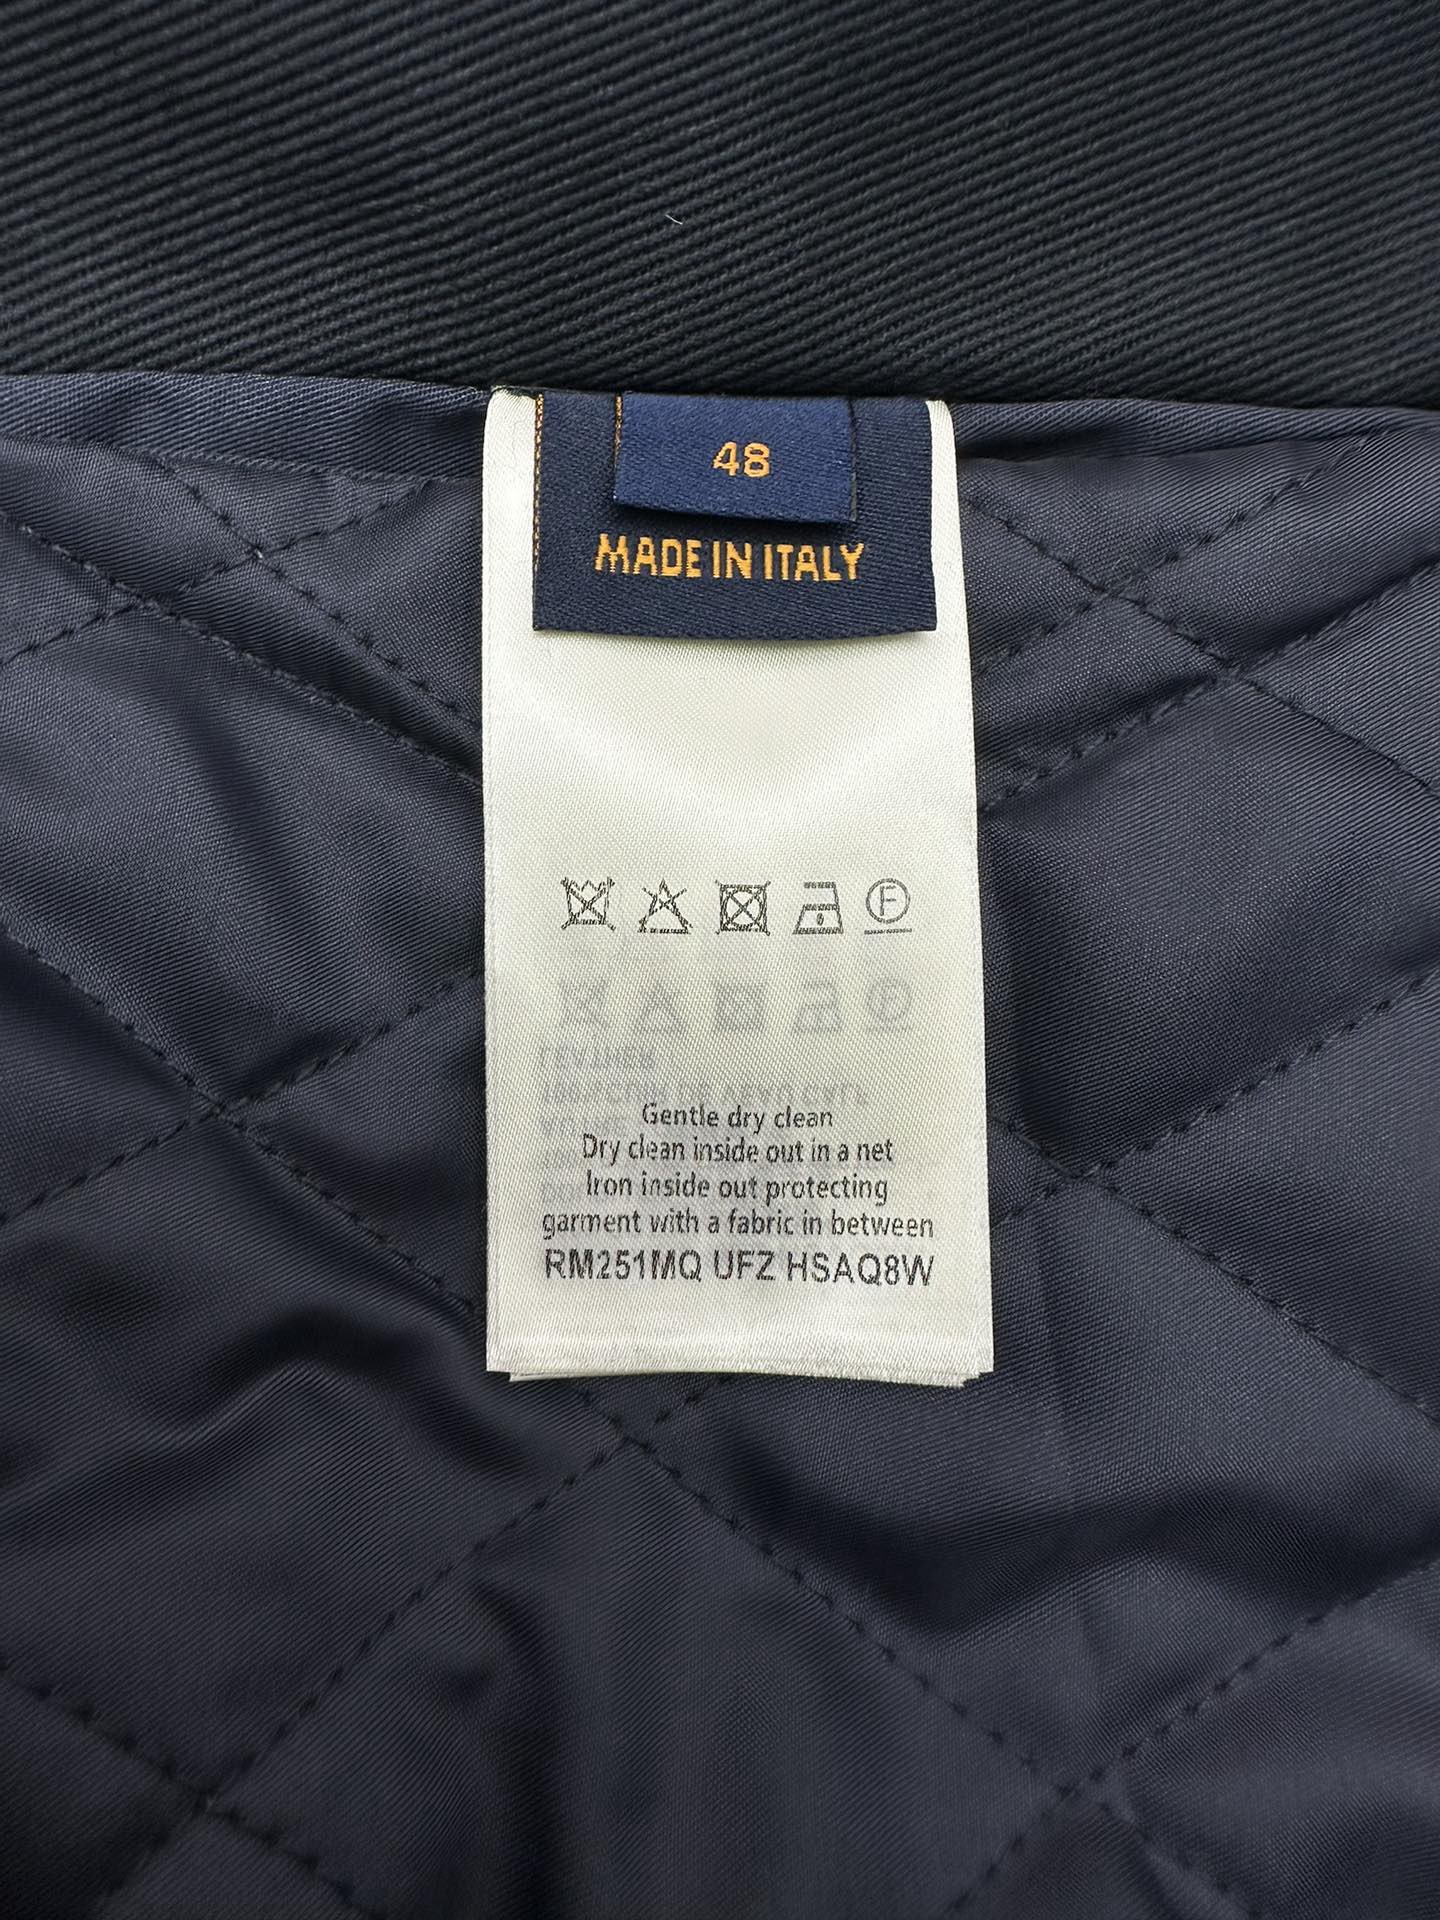 48
MADE IN ITALY
F
Gentle dry clean
Dry clean inside out in a net
Iron inside out protecting
garment with a fabric in between
RM251MQ UFZ HSAQ8W